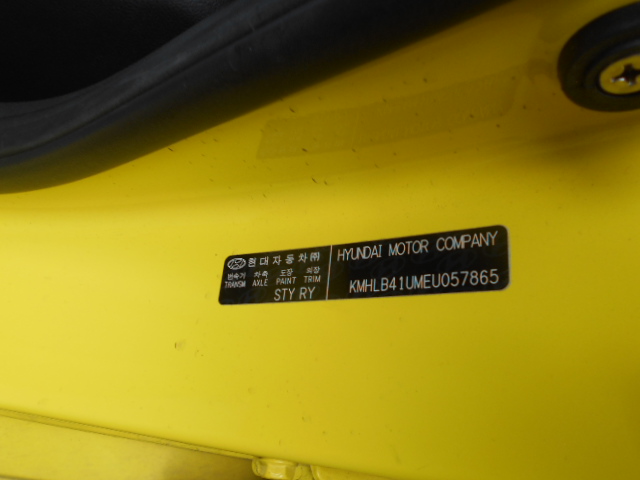 현대자동차㈜
변속기 차축 도장 의장
TRANSM AXLE PAINT TRIM
STY RY
HYUNDAI MOTOR COMPANY
KMHLB41UMEU057865